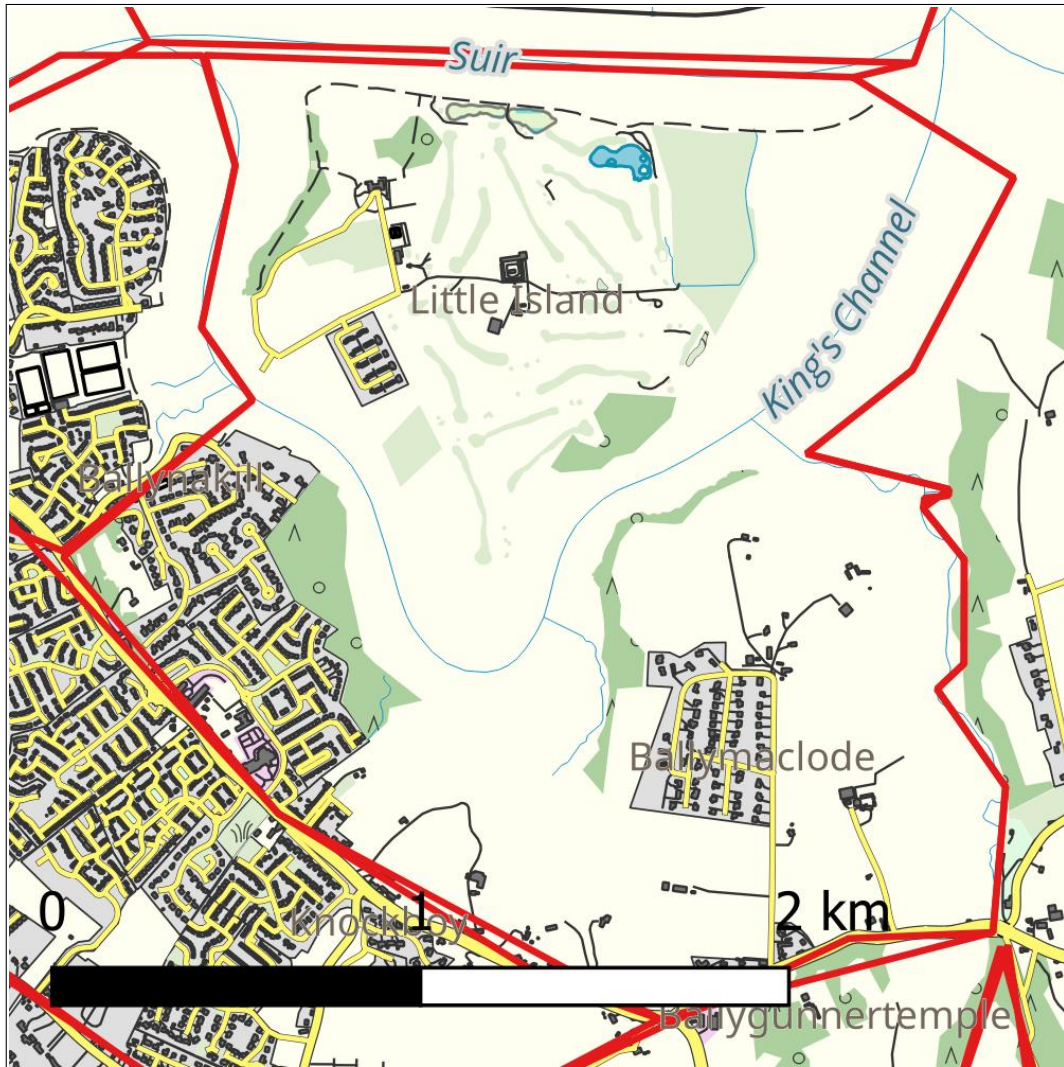 Suir
Little Island
King's Channel
Ballynakill
Ballymaclode
0 1 2 km
Knockboy
Ballygunnertemple